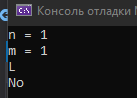 Консоль отладки M
n = 1
m = 1
L
No